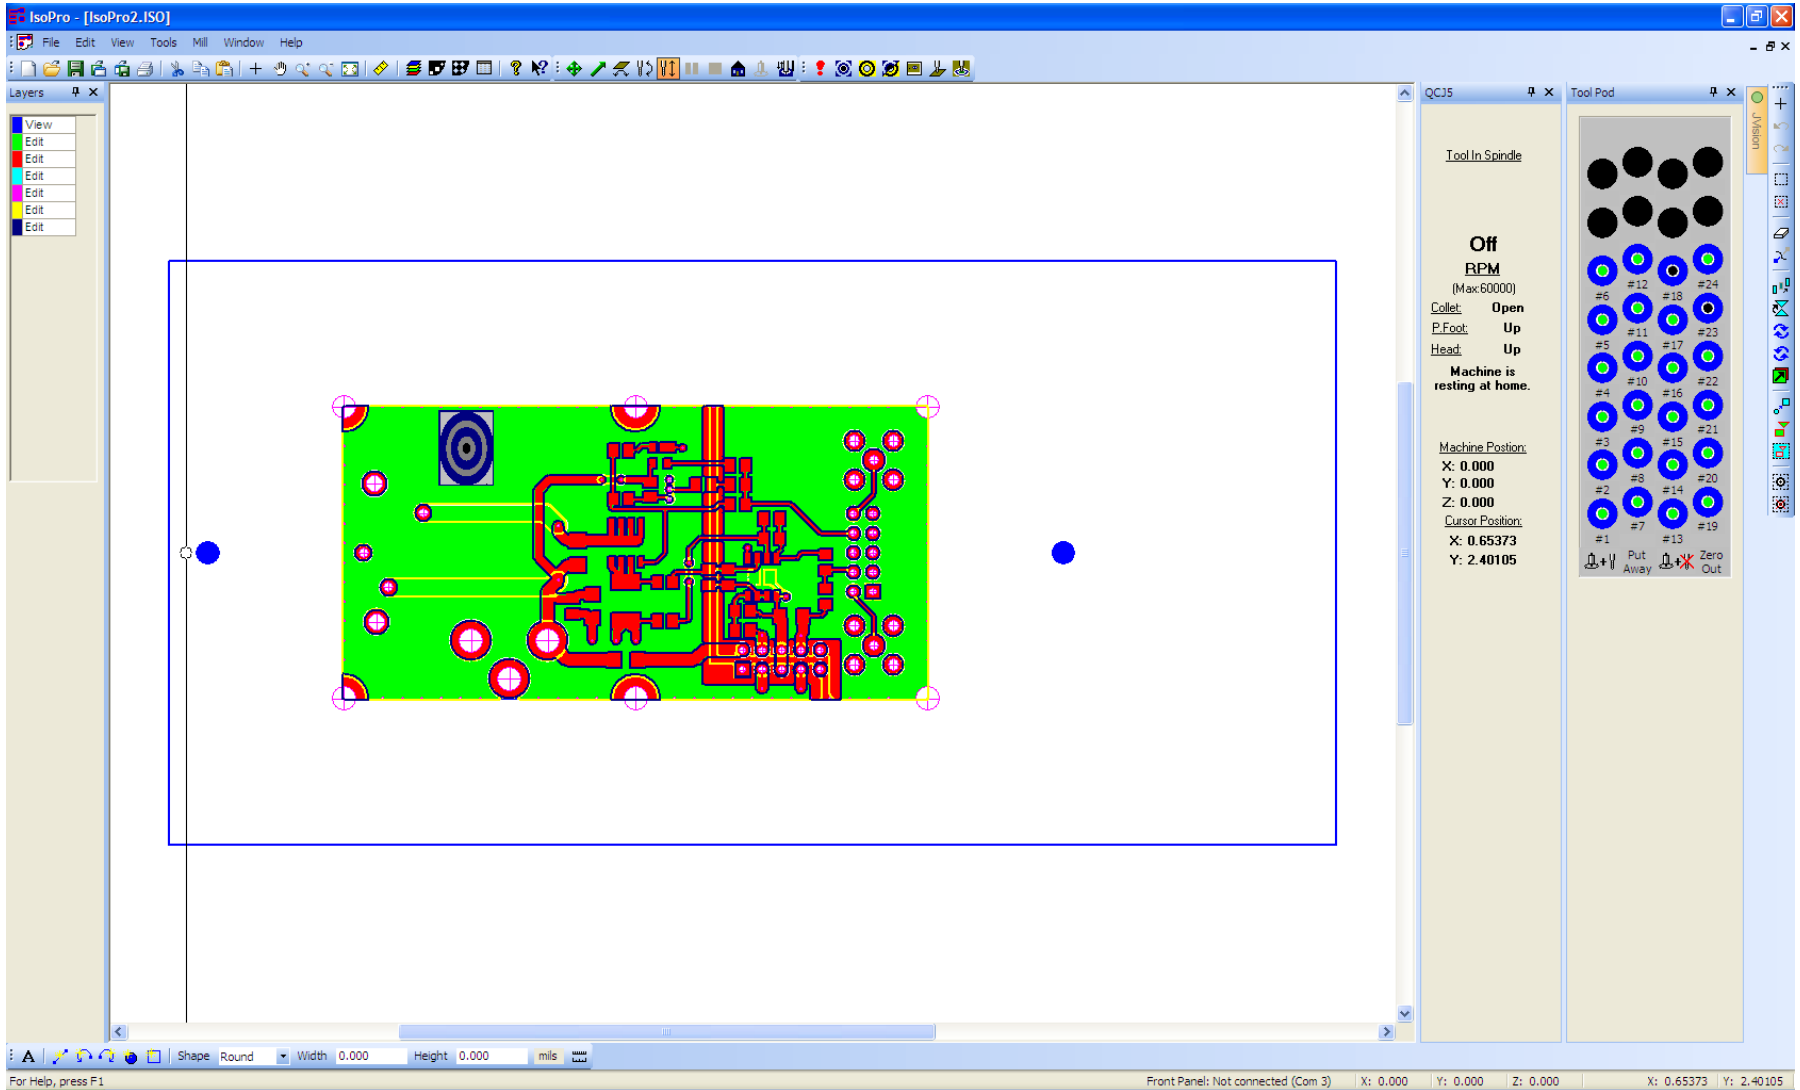 IsoPro - [IsoPro2.ISO]
File Edit View Tools Mill Window Help
Layers
View
Edit
Edit
Edit
Edit
Edit
Edit
QCJ5
Tool In Spindle
Off
RPM
(Max:60000)
Collet: Open
P.Foot: Up
Head: Up
Machine is
resting at home.
Machine Postion:
X: 0.000
Y: 0.000
Z: 0.000
Cursor Position:
X: 0.65373
Y: 2.40105
Tool Pod
#6 #12 #18 #24
#5 #11 #17 #23
#4 #10 #16 #22
#3 #9 #15 #21
#2 #8 #14 #20
#1 #7 #13 #19
Put Away
Zero Out
JVision
A Shape Round Width 0.000 Height 0.000 mils
For Help, press F1
Front Panel: Not connected (Com 3) X: 0.000 Y: 0.000 Z: 0.000 X: 0.65373 Y: 2.40105